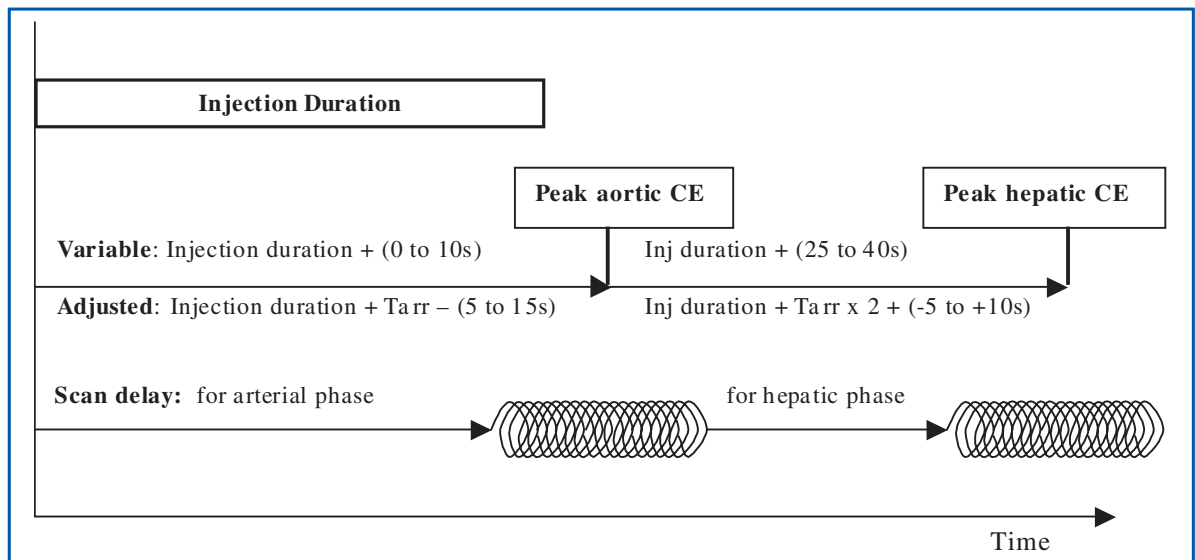 Injection Duration
Peak aortic CE
Peak hepatic CE
Variable: Injection duration + (0 to 10s)
Inj duration + (25 to 40s)
Adjusted: Injection duration + Tarr – (5 to 15s)
Inj duration + Tarr x 2 + (-5 to +10s)
Scan delay: for arterial phase
for hepatic phase
Time